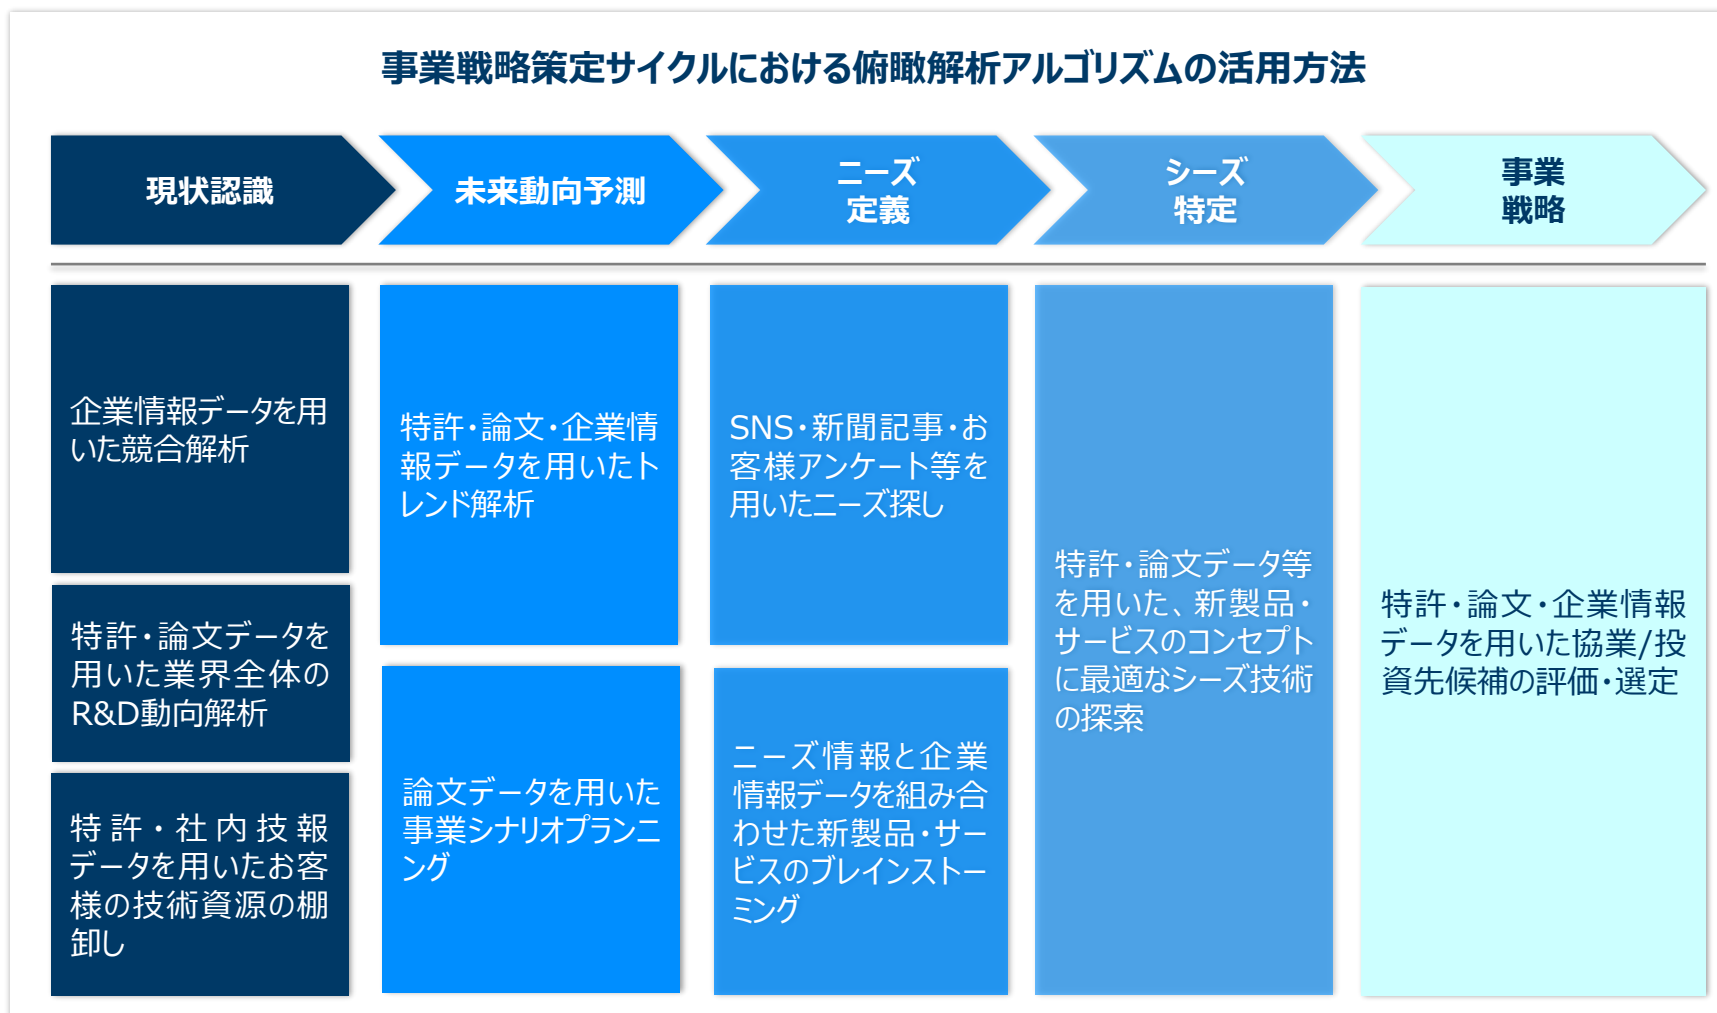 事業戦略策定サイクルにおける俯瞰解析アルゴリズムの活用方法
現状認識
未来動向予測
ニーズ
定義
シーズ
特定
事業
戦略
企業情報データを用
いた競合解析
特許・論文データを
用いた業界全体の
R&D動向解析
特許・社内技報
データを用いたお客
様の技術資源の棚
卸し
特許・論文・企業情
報データを用いたト
レンド解析
論文データを用いた
事業シナリオプランニ
ング
SNS・新聞記事・お
客様アンケート等を
用いたニーズ探し
ニーズ情報と企業
情報データを組み合
わせた新製品・サー
ビスのブレインストー
ミング
特許・論文データ等
を用いた、新製品・
サービスのコンセプト
に最適なシーズ技術
の探索
特許・論文・企業情報
データを用いた協業/投
資先候補の評価・選定